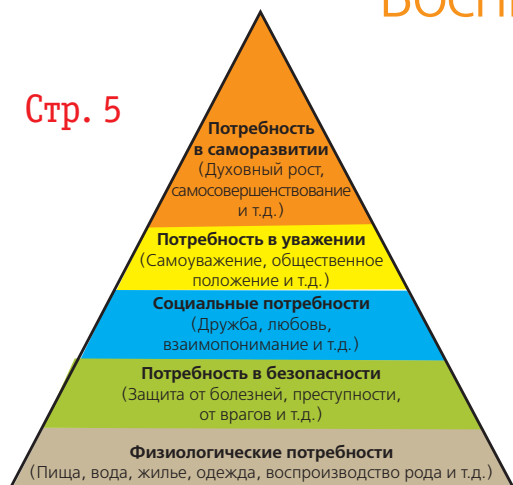 Стр. 5
Потребность
в саморазвитии
(Духовный рост,
самосовершенствование
и т.д.)
Потребность в уважении
(Самоуважение, общественное
положение и т.д.)
Социальные потребности
(Дружба, любовь,
взаимопонимание и т.д.)
Потребность в безопасности
(Защита от болезней, преступности,
от врагов и т.д.)
Физиологические потребности
(Пища, вода, жилье, одежда, воспроизводство рода и т.д.)